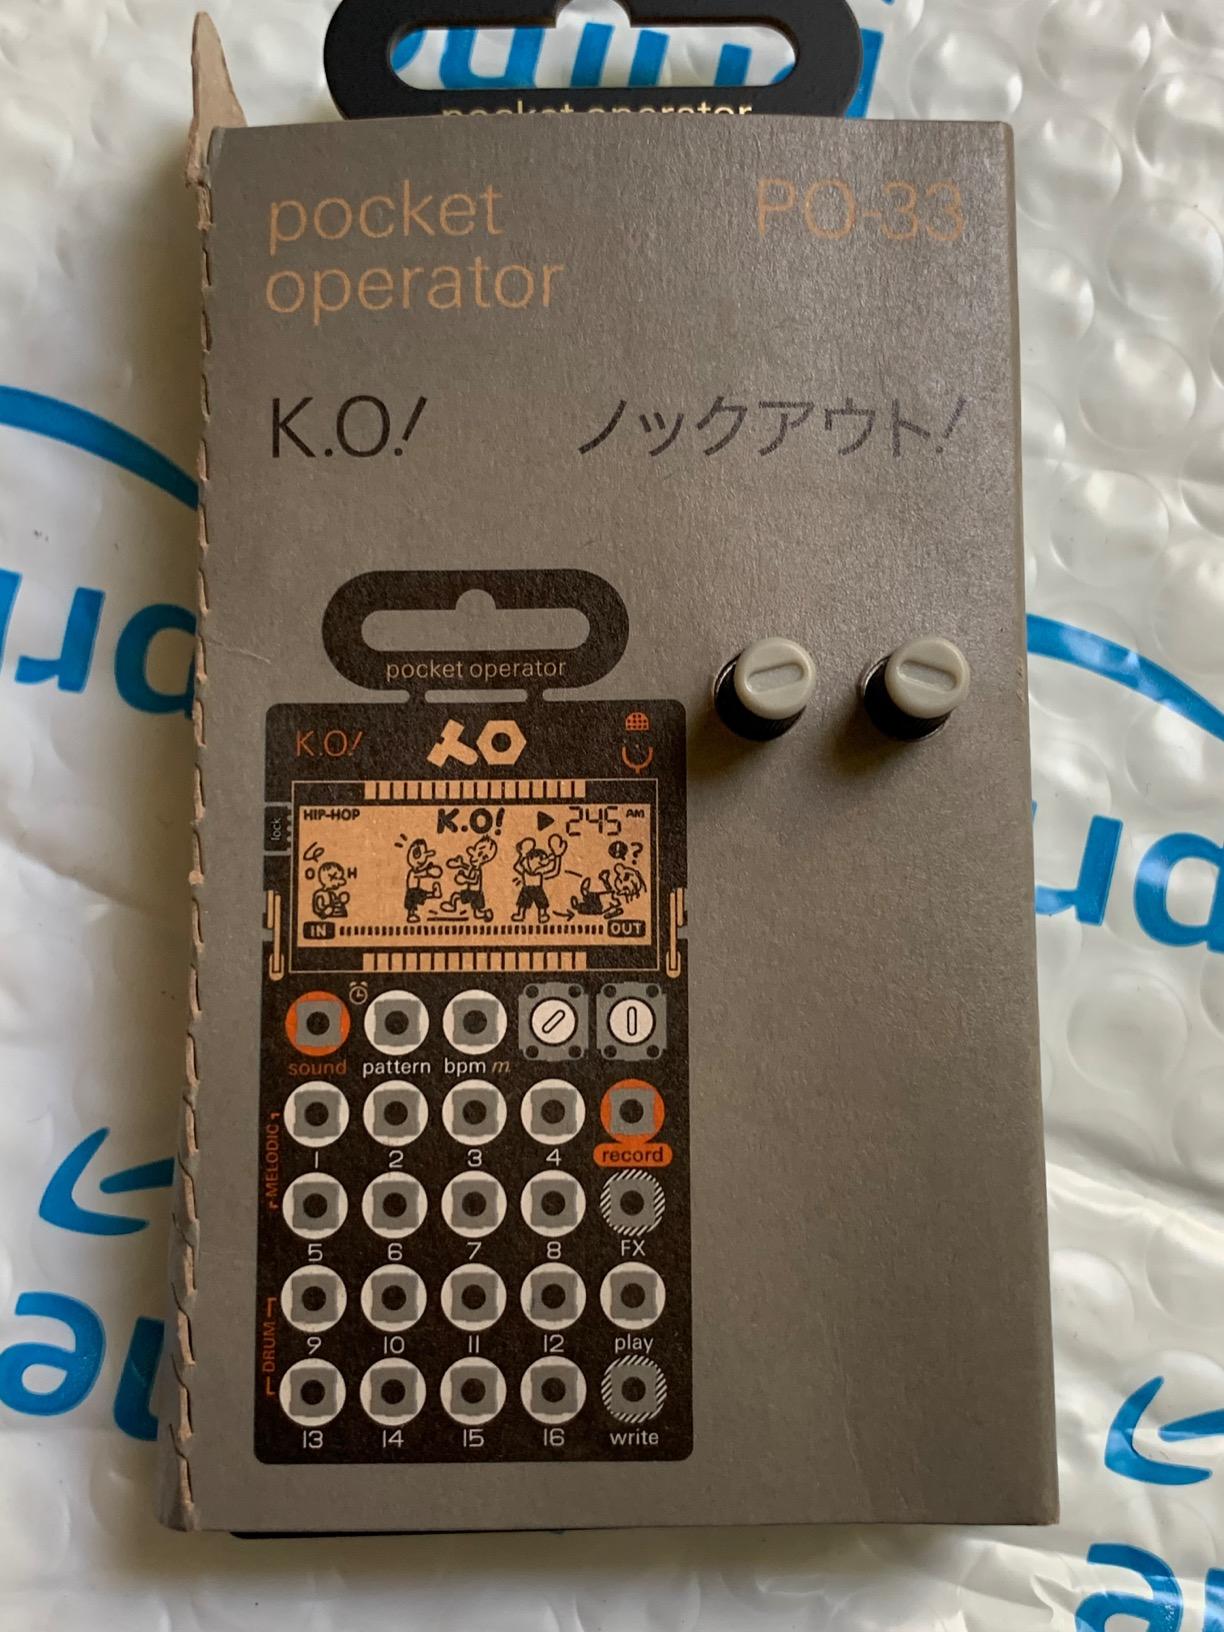 pocket operator
pocket
operator
PO-33
K.O!
ノックアウト!
pocket operator
K.O!
lock
HIP-HOP
K.O!
245 AM
O H
?
IN
OUT
sound
pattern
bpm m
MELODIC
1 2 3 4
record
5 6 7 8
FX
DRUM
9 10 11 12
play
13 14 15 16
write